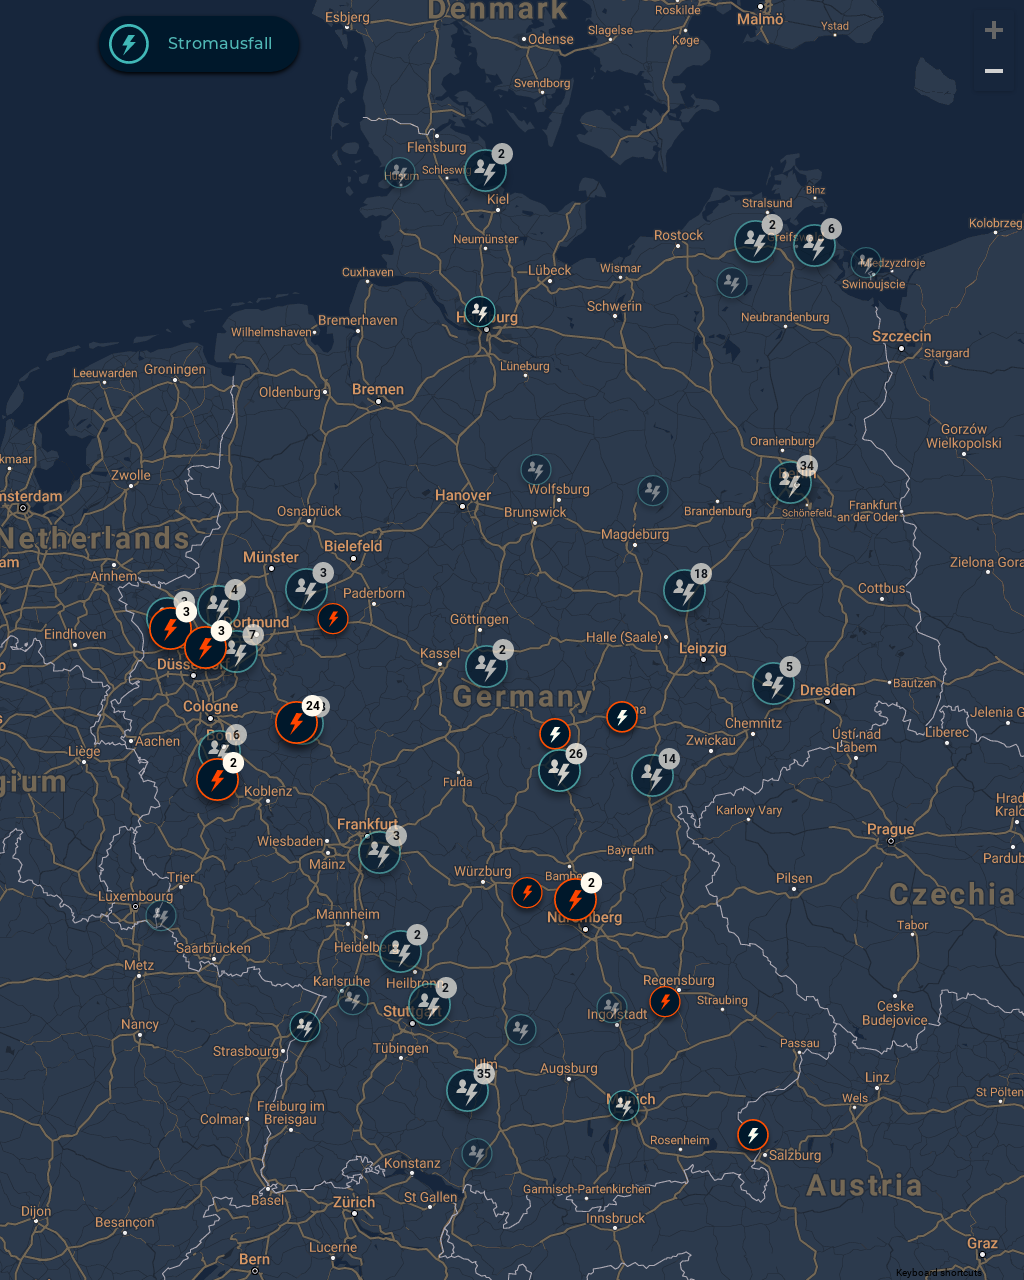 Denmark
Esbjerg
Roskilde
Malmö
Ystad
Slagelse
Odense
Køge
Stromausfall
Svendborg
Flensburg
2
Schleswig
Husum
Binz
Kiel
Stralsund
2
6
Kolobrzeg
Rostock
Neumünster
Międzyzdroje
Lübeck
Wismar
Cuxhaven
Swinoujscie
Schwerin
Neubrandenburg
Bremerhaven
Wilhelmshaven
Szczecin
Stargard
Lüneburg
Groningen
Leeuwarden
Oldenburg
Bremen
Gorzów
Wielkopolski
Oranienburg
kmaar
34
Zwolle
Wolfsburg
Hanover
msterdam
Osnabrück
Brunswick
Brandenburg
Schönefeld
Frankfurt
an der Oder
Netherlands
Magdeburg
Bielefeld
Münster
Zielona Gora
am
Arnhem
3
18
Cottbus
4
Paderborn
3
Göttingen
Eindhoven
3
7
Halle (Saale)
Leipzig
Kassel
2
5
Germany
Dresden
Bautzen
Cologne
24
Jelenia G
Chemnitz
Ústí nad
Labem
Liberec
Aachen
6
Zwickau
Liège
26
14
2
gium
Fulda
Koblenz
Karlovy Vary
Hrad
Kralo
Frankfurt
3
Prague
Wiesbaden
Mainz
Bayreuth
Pardub
Würzburg
Trier
Pilsen
2
Luxembourg
Czechia
Mannheim
Nuremberg
Tabor
2
Heidelberg
Saarbrücken
Metz
Karlsruhe
Heilbronn
2
Regensburg
Straubing
Ceske
Budejovice
Stuttgart
Ingolstadt
Nancy
Strasbourg
Tübingen
Passau
Ulm
35
Augsburg
Linz
St Pölten
Wels
Munich
Colmar
Freiburg im
Breisgau
Rosenheim
Salzburg
Konstanz
Austria
Garmisch-Partenkirchen
Basel
Zürich
St Gallen
Dijon
Besançon
Innsbruck
Lucerne
Graz
Bern
Keyboard shortcuts